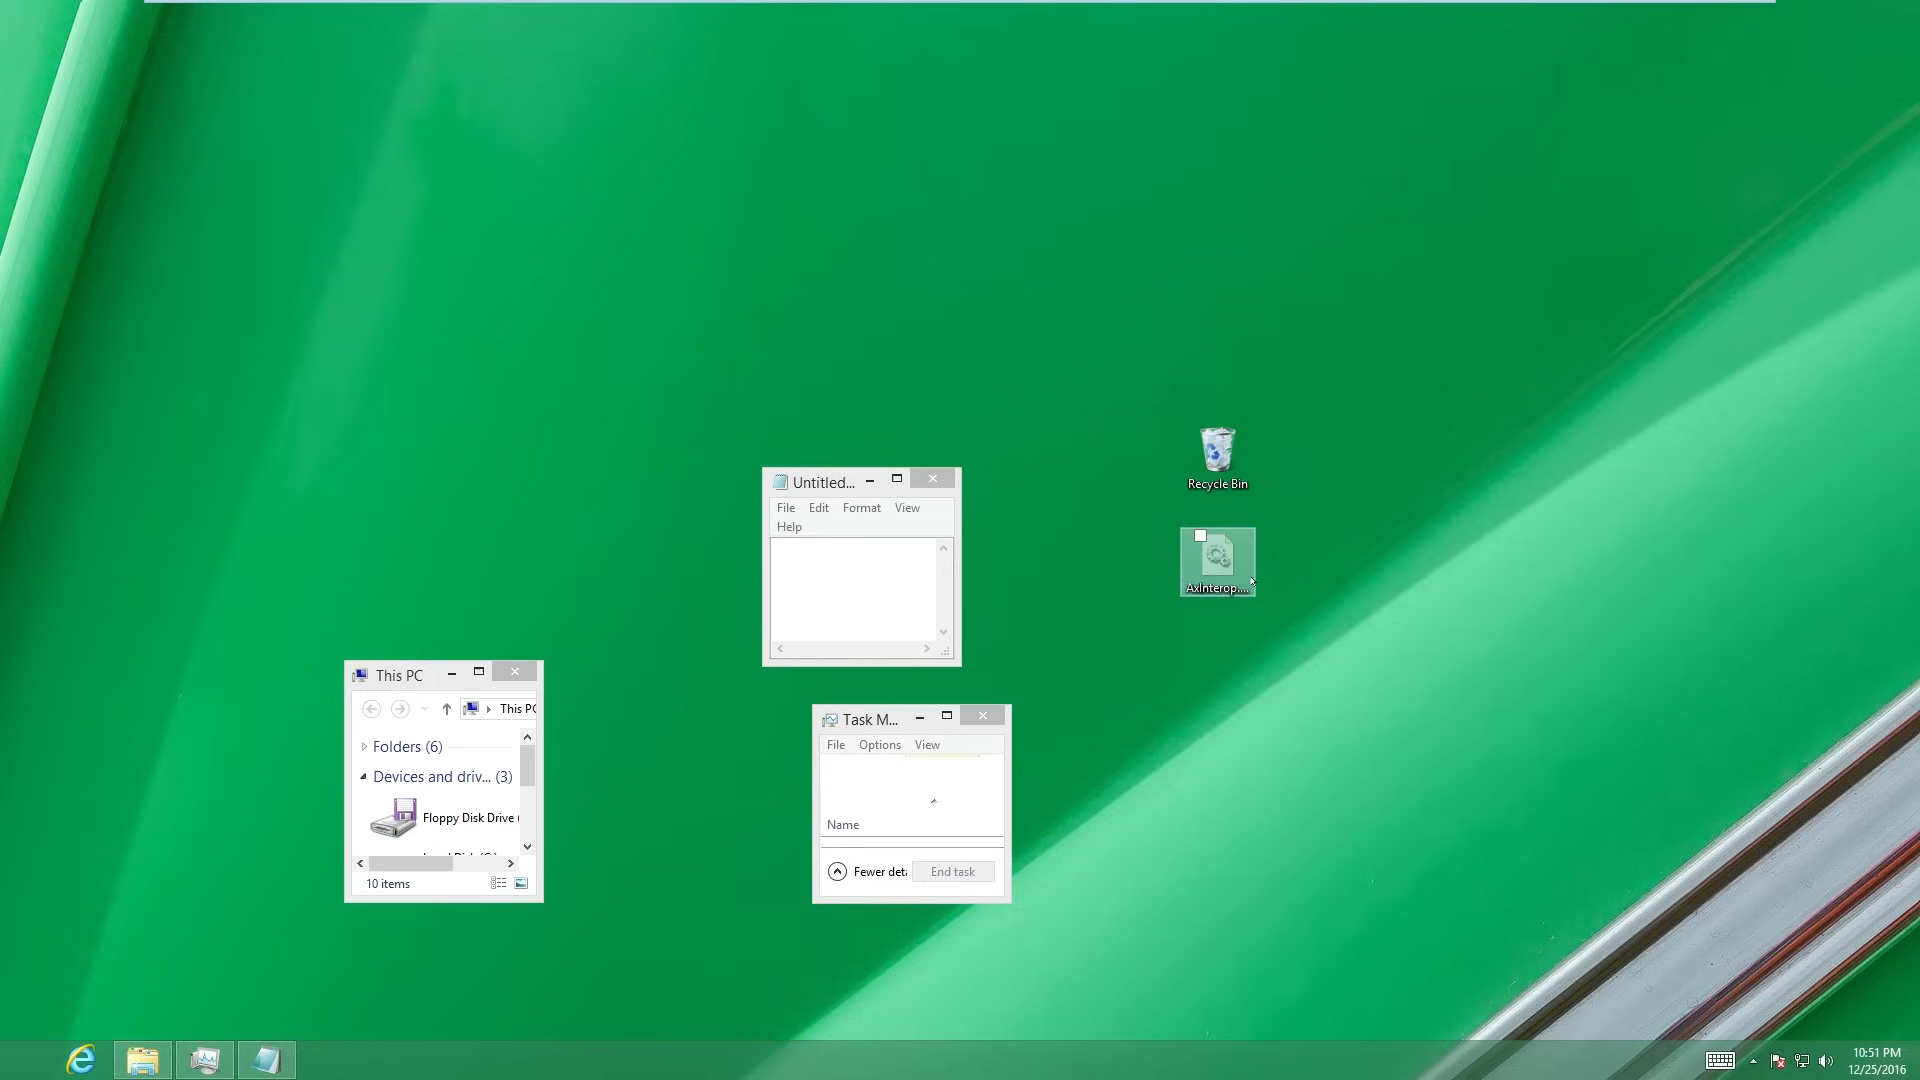 Recycle Bin
AxInterop....
Untitled...
File Edit Format View
Help
This PC
This PC
Folders (6)
Devices and driv... (3)
Floppy Disk Drive (
10 items
Task M...
File Options View
Name
Fewer deta
End task
10:51 PM
12/25/2016